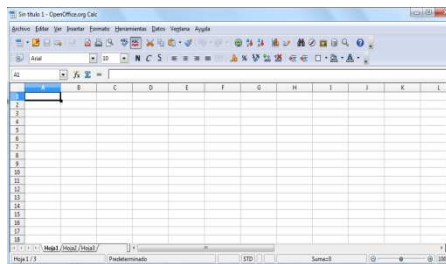 Sin título 1 - OpenOffice.org Calc
Archivo Editar Ver Insertar Formato Herramientas Datos Ventana Ayuda
Arial 10 N C S
A1
A B C D E F G H I J K L
1
2
3
4
5
6
7
8
9
10
11
12
13
14
15
16
17
18
Hoja1 Hoja2 Hoja3
Hoja 1 / 3 Predeterminado STD Suma=0